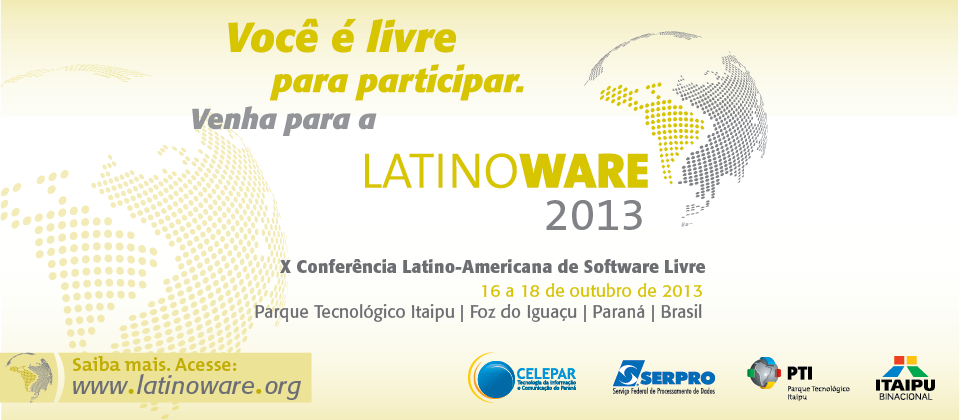 Você é livre
para participar.
Venha para a
LATINOWARE
2013
X Conferência Latino-Americana de Software Livre
16 a 18 de outubro de 2013
Parque Tecnológico Itaipu | Foz do Iguaçu | Paraná | Brasil
Saiba mais. Acesse:
www.latinoware.org
CELEPAR
Tecnologia da Informação
e Comunicação do Paraná
SERPRO
Serviço Federal de Processamento de Dados
PTI
Parque Tecnológico
Itaipu
ITAIPU
BINACIONAL